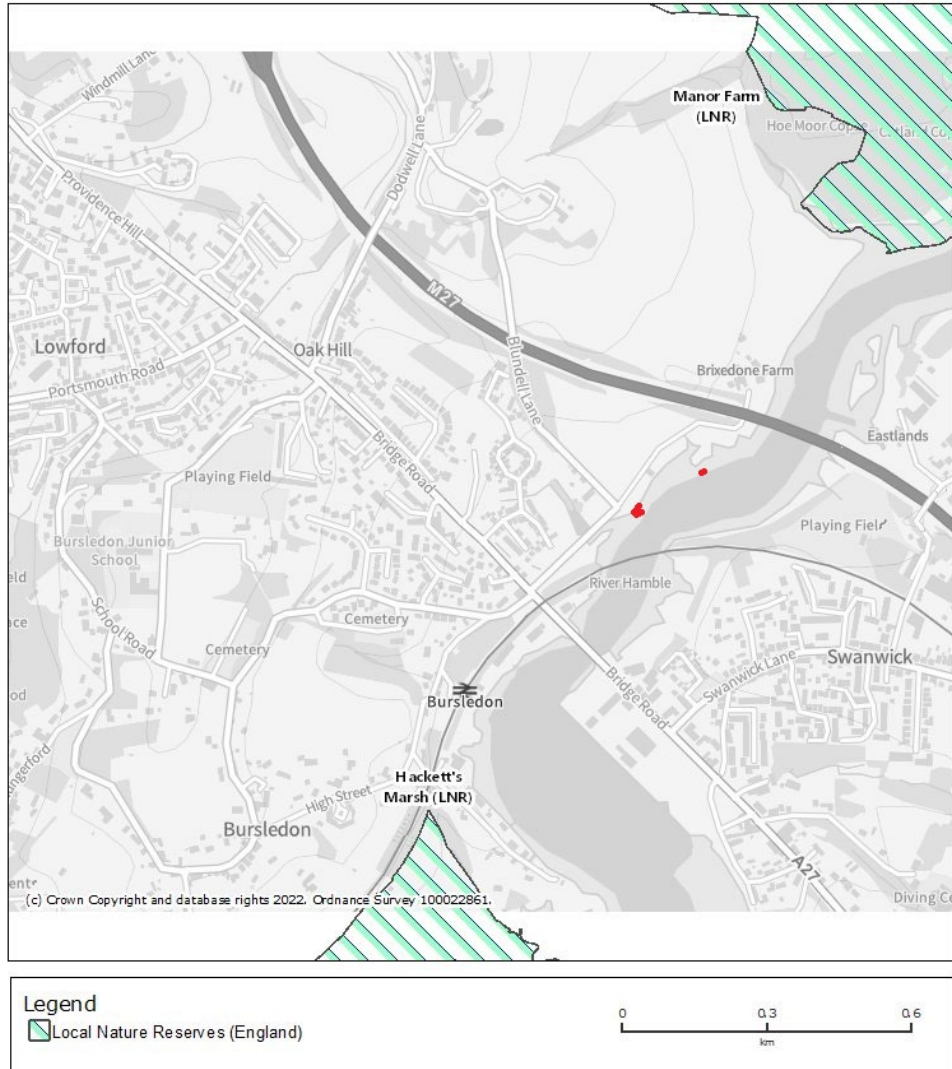 Manor Farm
(LNR)
Hoe Moor Copse
Windmill Lane
Dodwell Lane
Providence Hill
M27
Lowford
Oak Hill
Blundell Lane
Portsmouth Road
Brixedone Farm
Bridge Road
Eastlands
Playing Field
Playing Field
Bursledon Junior
School
River Hamble
Cemetery
School Road
Cemetery
Swanwick Lane
Swanwick
Bursledon
Bridge Road
Hackett's
Marsh (LNR)
High Street
Bursledon
A27
(c) Crown Copyright and database rights 2022. Ordnance Survey 100022861.
Diving Ce
Legend
Local Nature Reserves (England)
0 0.3 0.6
km